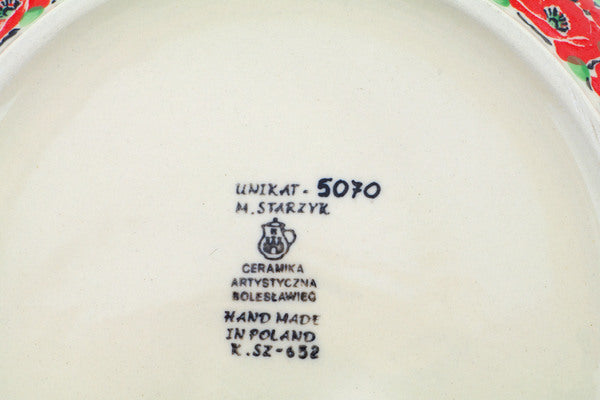 UNIKAT - 5070
M. STARZYK
CERAMIKA
ARTYSTYCZNA
BOLESŁAWIEC
HAND MADE
IN POLAND
K.SZ-652